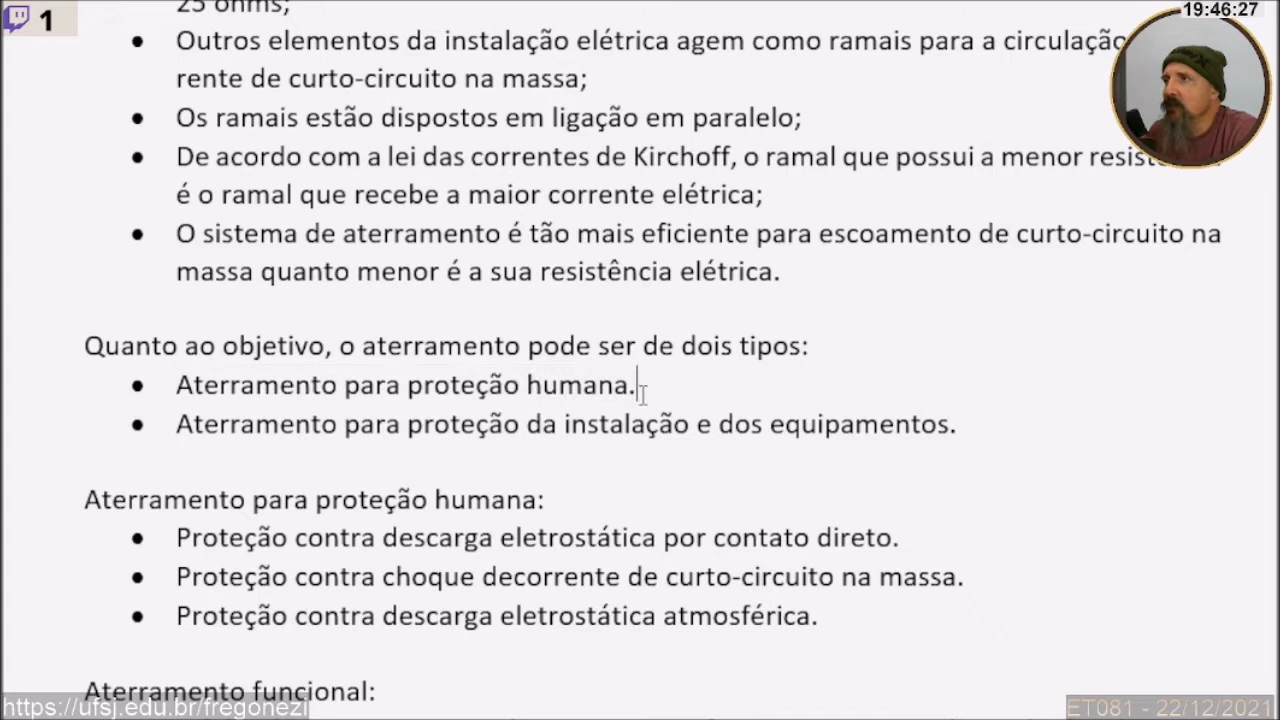 19:46:27
1
25 ohms;
• Outros elementos da instalação elétrica agem como ramais para a circulação
rente de curto-circuito na massa;
• Os ramais estão dispostos em ligação em paralelo;
• De acordo com a lei das correntes de Kirchoff, o ramal que possui a menor
é o ramal que recebe a maior corrente elétrica;
• O sistema de aterramento é tão mais eficiente para escoamento de curto-circuito na
massa quanto menor é a sua resistência elétrica.
Quanto ao objetivo, o aterramento pode ser de dois tipos:
• Aterramento para proteção humana.
• Aterramento para proteção da instalação e dos equipamentos.
Aterramento para proteção humana:
• Proteção contra descarga eletrostática por contato direto.
• Proteção contra choque decorrente de curto-circuito na massa.
• Proteção contra descarga eletrostática atmosférica.
Aterramento funcional:
https://ufsj.edu.br/fregonezi
ET081 - 22/12/2021